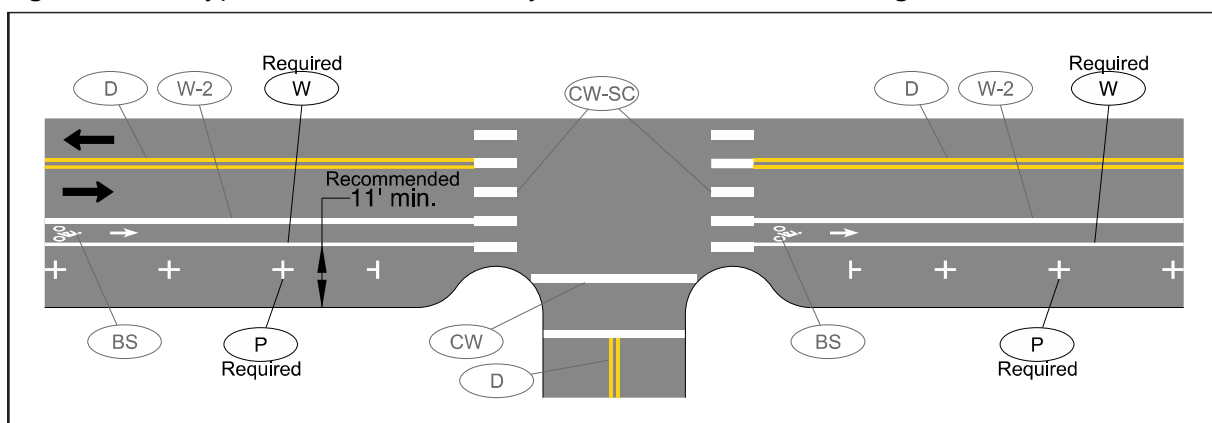 Required
Required
D
W-2
W
CW-SC
D
W-2
W
Recommended
11' min.
BS
P
Required
CW
D
BS
P
Required